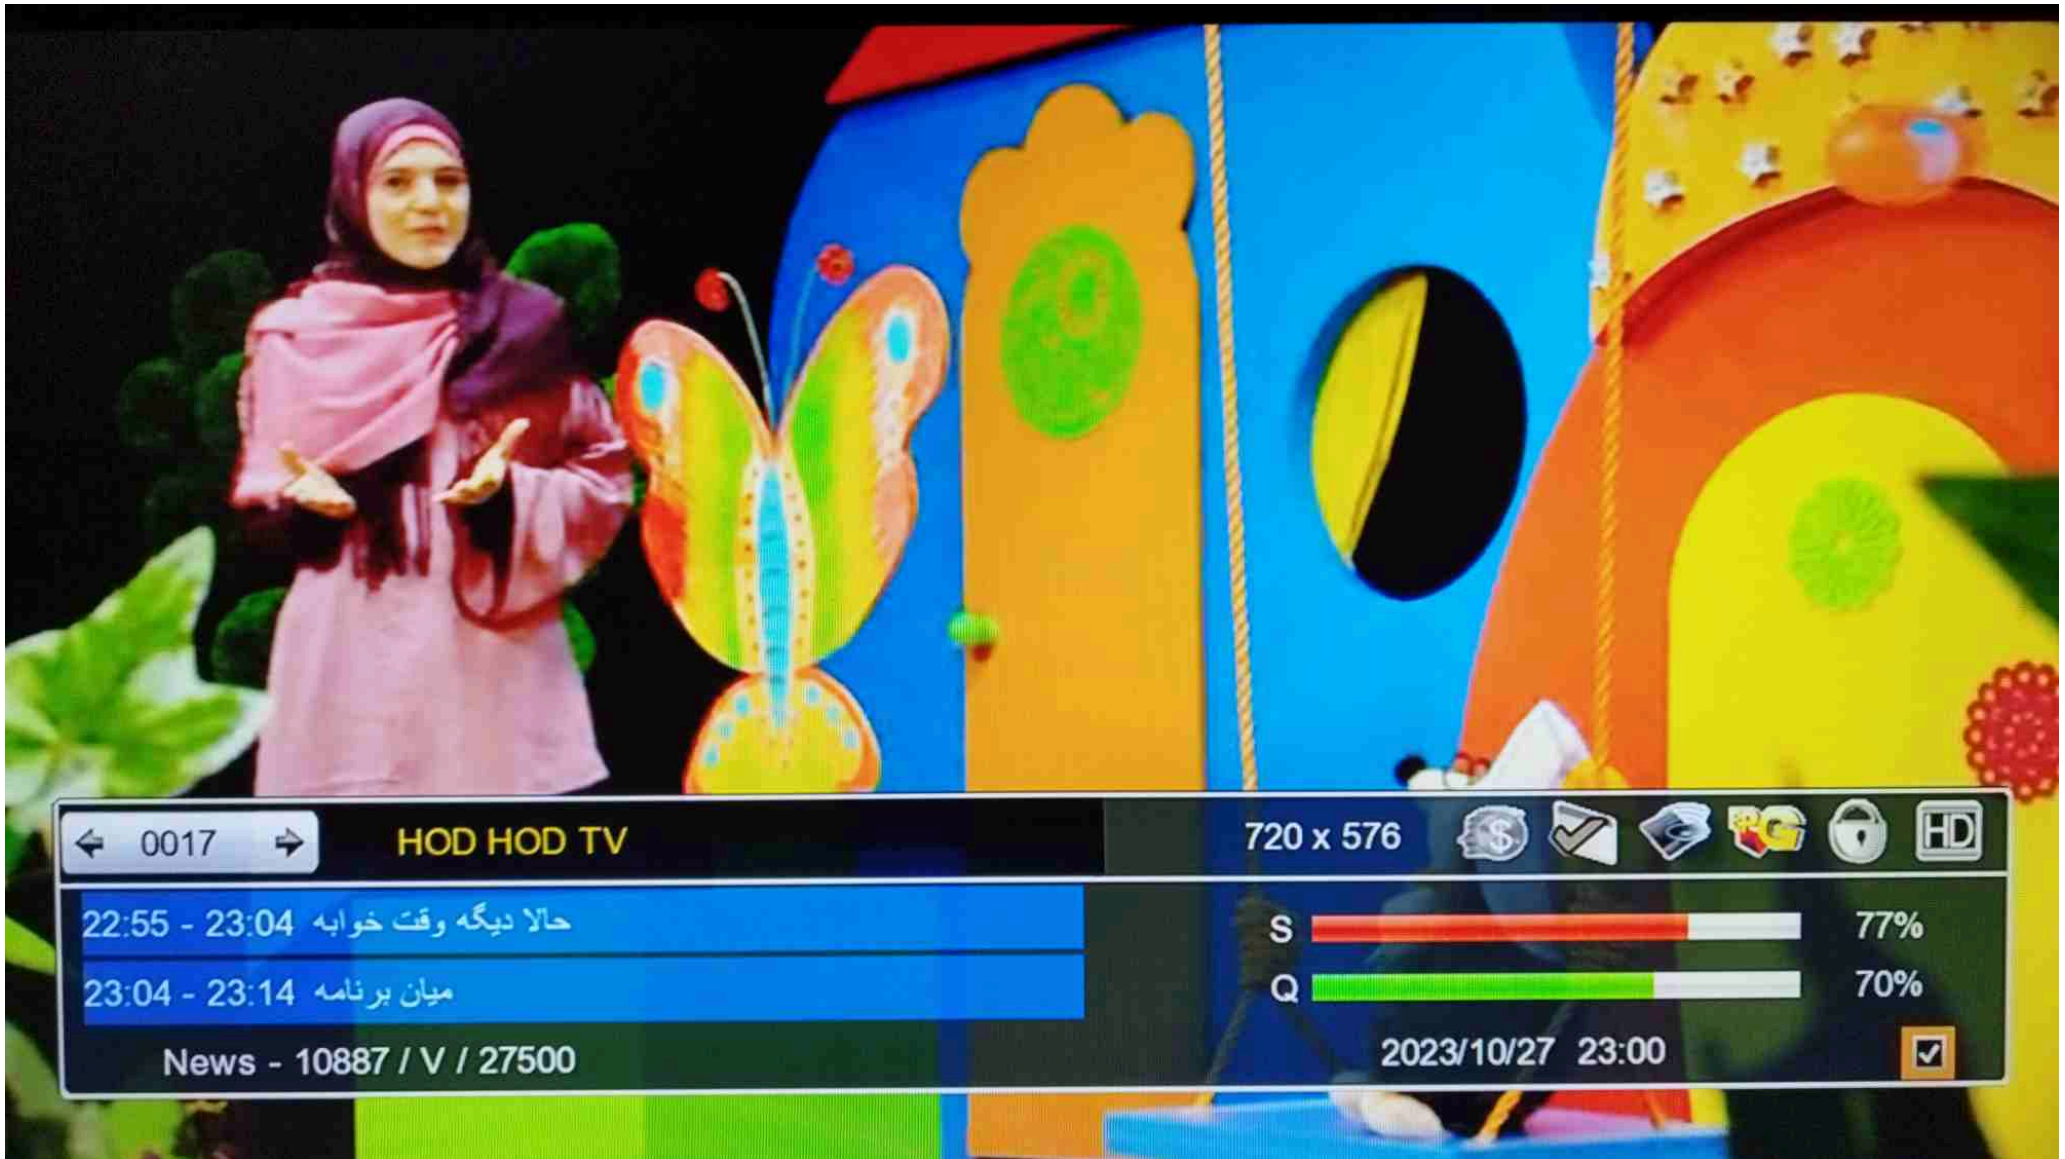 0017 HOD HOD TV 720 x 576 HD
22:55 - 23:04 حالا دیگه وقت خوابه
S 77%
23:04 - 23:14 میان برنامه
Q 70%
News - 10887 / V / 27500 2023/10/27 23:00